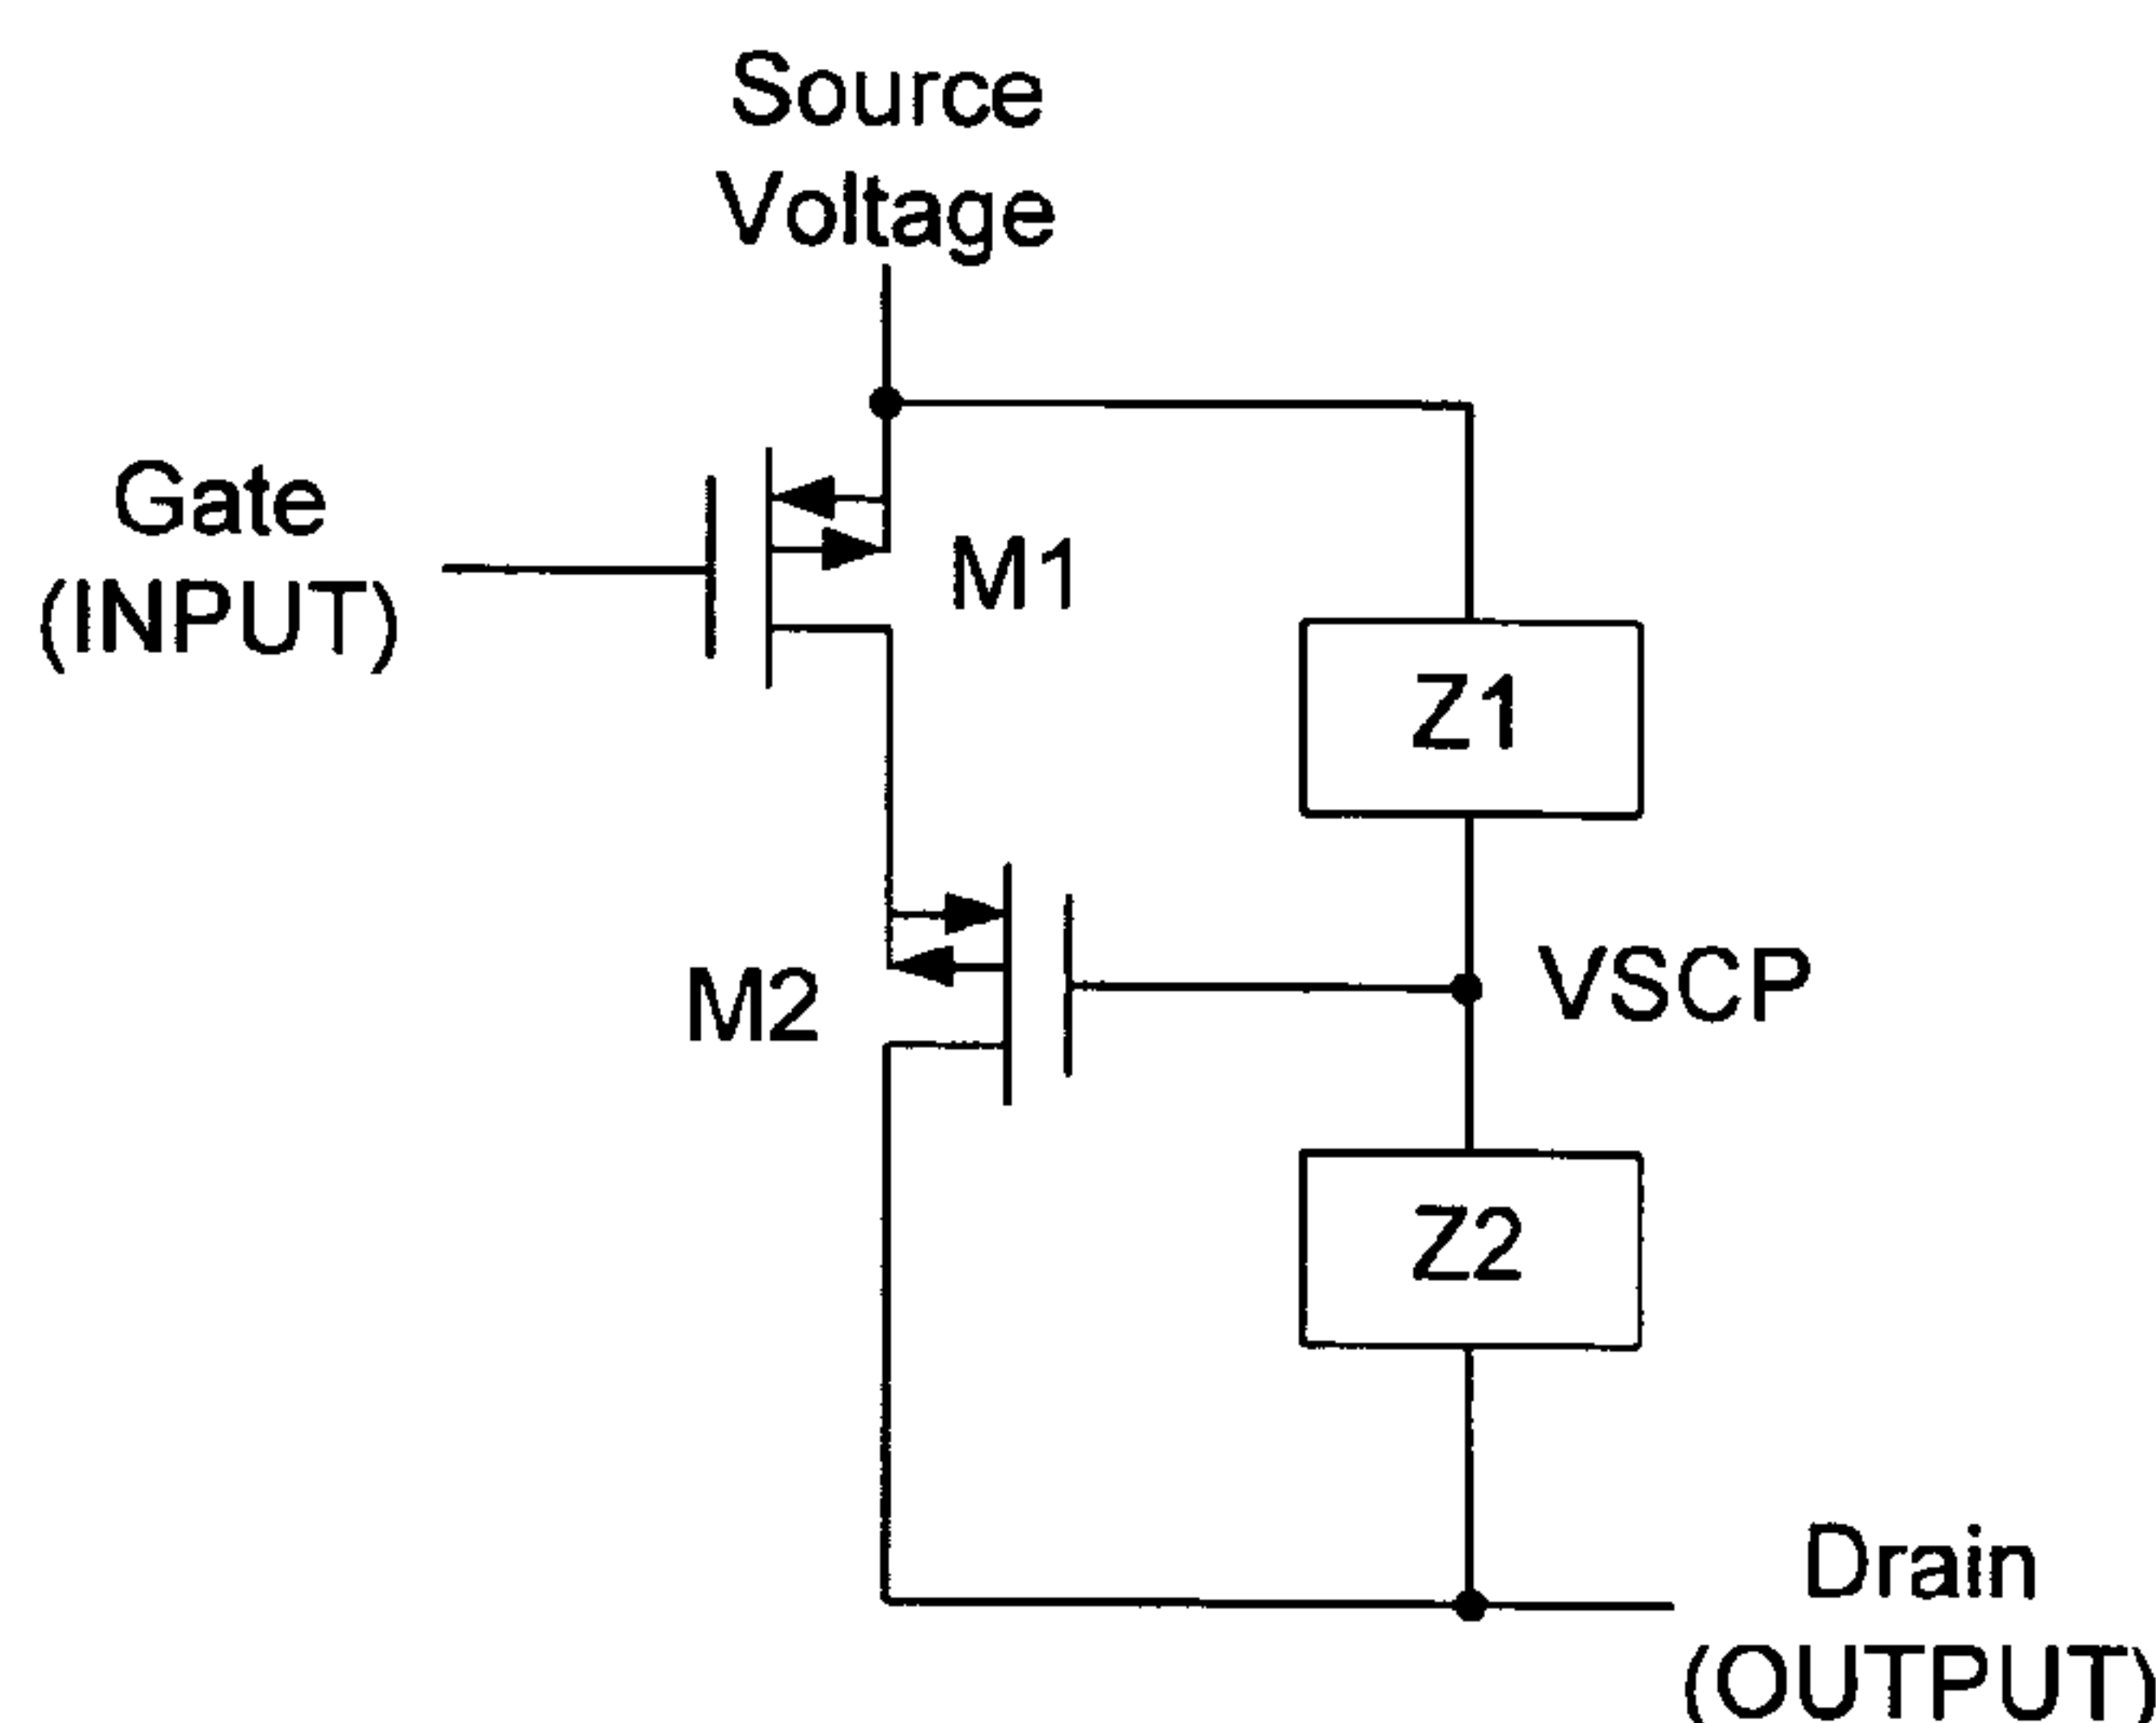 Source
Voltage
Gate
(INPUT)
M1
Z1
M2
VSCP
Z2
Drain
(OUTPUT)